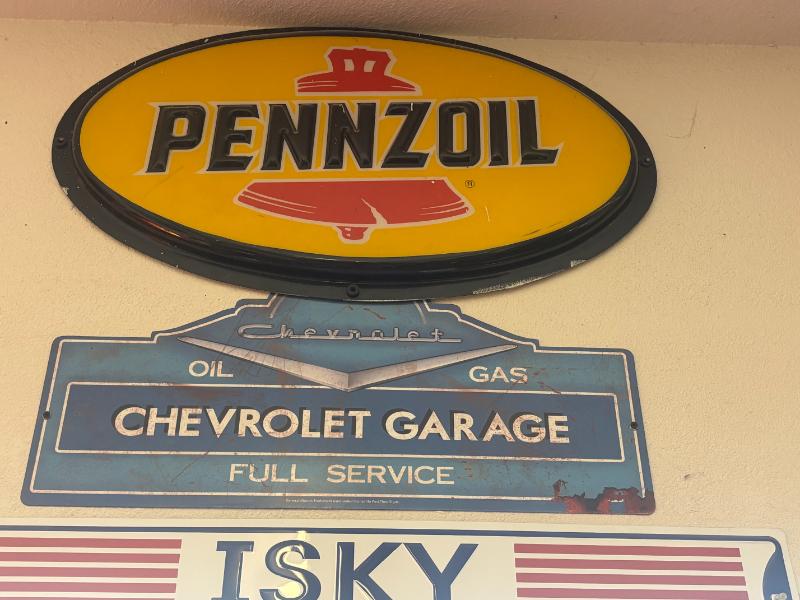 PENNZOIL
®
Chevrolet
OIL GAS
CHEVROLET GARAGE
FULL SERVICE
ISKY